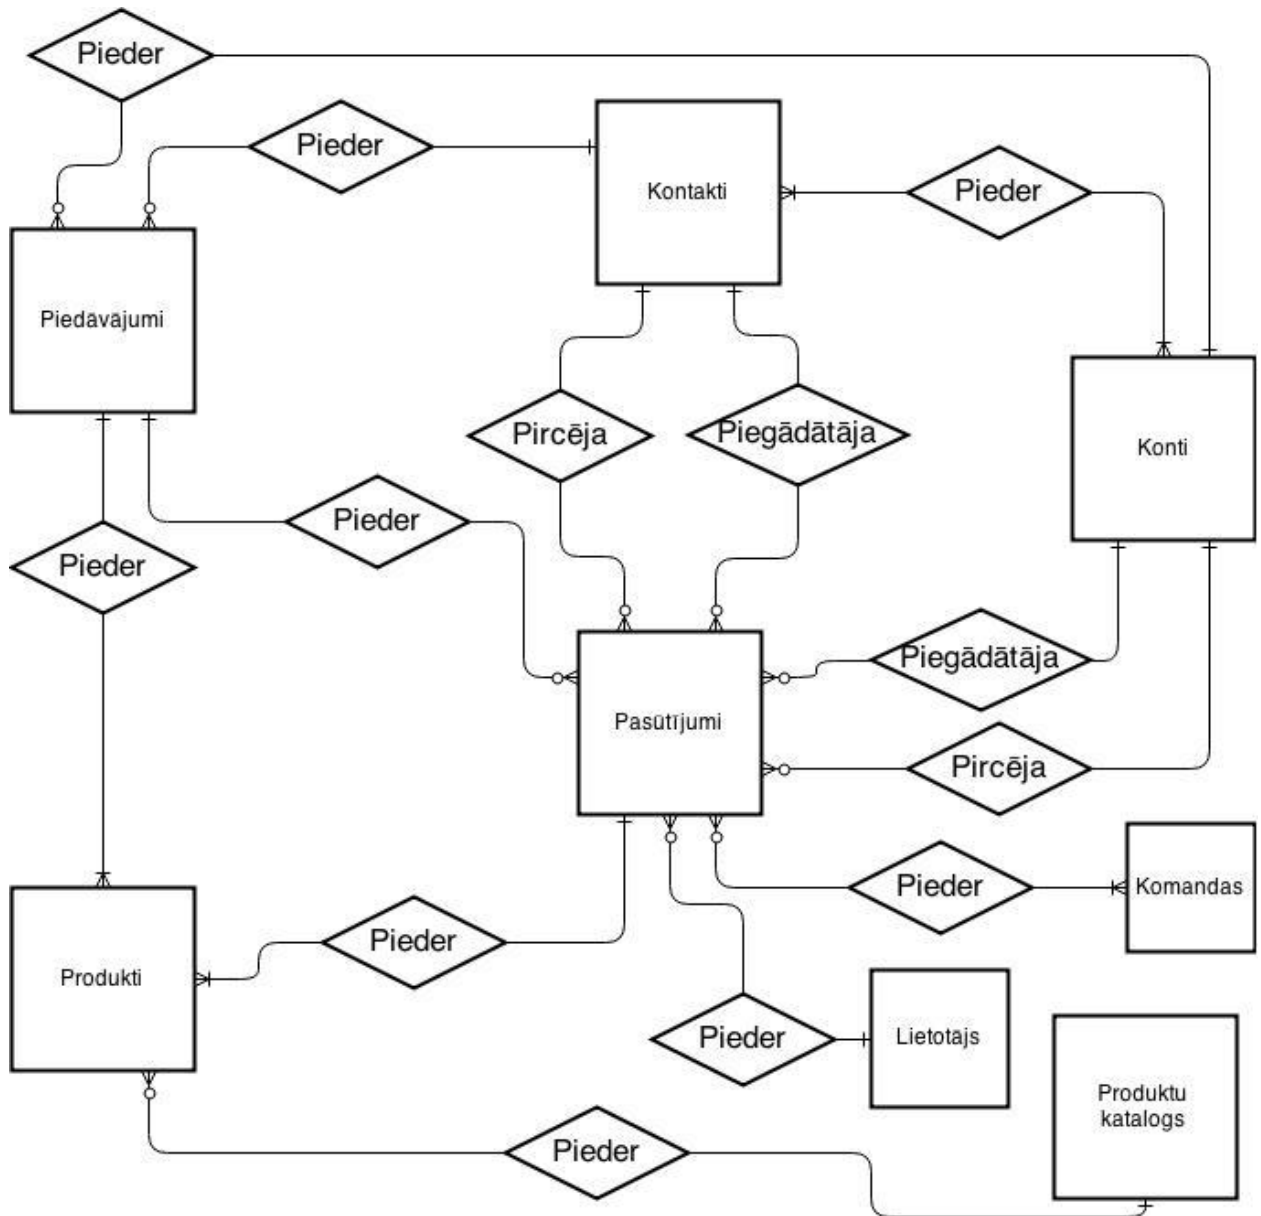 Pieder
Pieder
Kontakti
Pieder
Piedāvājumi
Pircēja
Piegādātāja
Konti
Pieder
Pieder
Piegādātāja
Pasūtījumi
Pircēja
Pieder
Komandas
Pieder
Produkti
Pieder
Lietotājs
Produktu
katalogs
Pieder